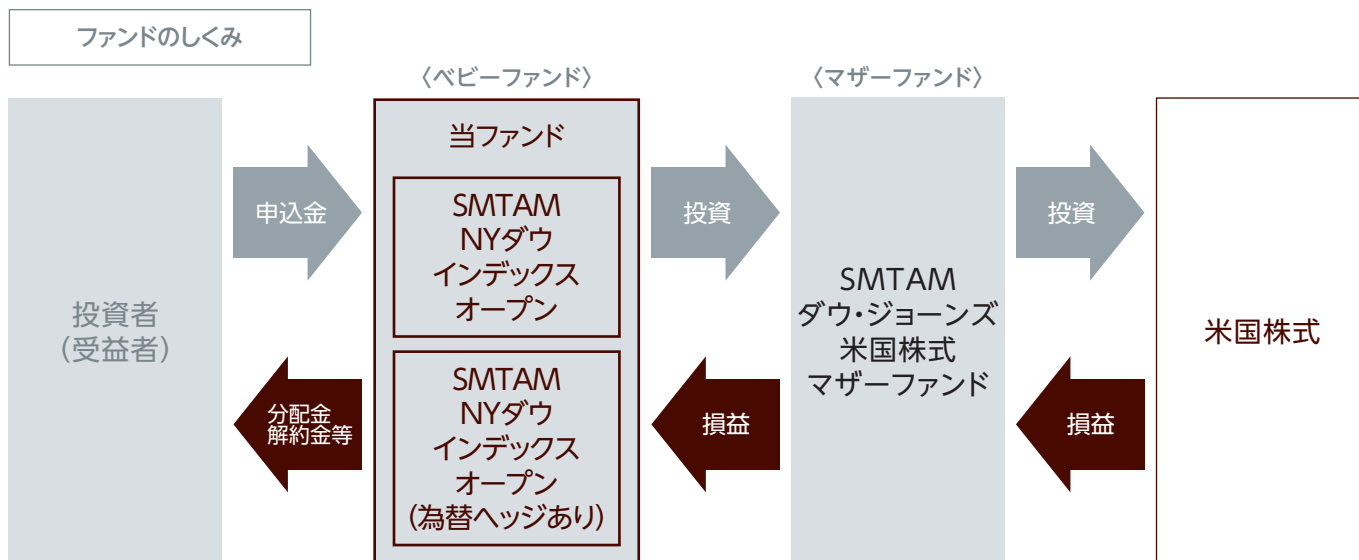 ファンドのしくみ
〈ベビーファンド〉
〈マザーファンド〉
投資者
（受益者）
申込金
分配金
解約金等
当ファンド
SMTAM
NYダウ
インデックス
オープン
SMTAM
NYダウ
インデックス
オープン
(為替ヘッジあり)
投資
損益
SMTAM
ダウ・ジョーンズ
米国株式
マザーファンド
投資
損益
米国株式